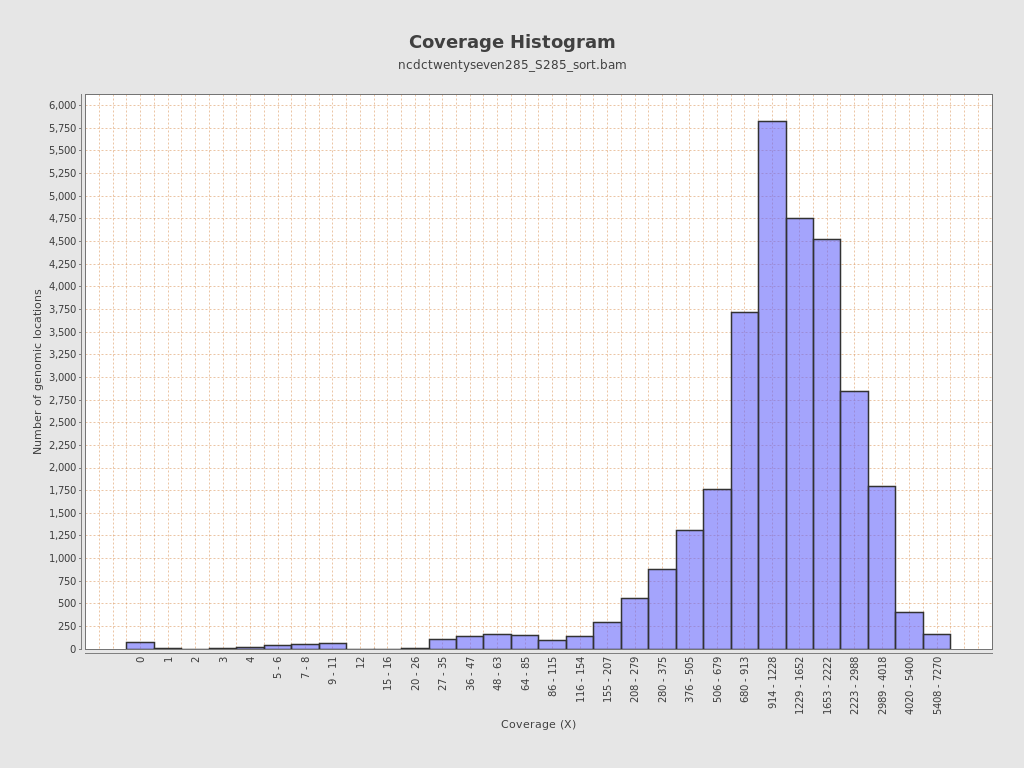 Coverage Histogram
ncdctwentyseven285_S285_sort.bam
Number of genomic locations
6,000
5,750
5,500
5,250
5,000
4,750
4,500
4,250
4,000
3,750
3,500
3,250
3,000
2,750
2,500
2,250
2,000
1,750
1,500
1,250
1,000
750
500
250
0
0
1
2
3
4
5 - 6
7 - 8
9 - 11
12
15 - 16
20 - 26
27 - 35
36 - 47
48 - 63
64 - 85
86 - 115
116 - 154
155 - 207
208 - 279
280 - 375
376 - 505
506 - 679
680 - 913
914 - 1228
1229 - 1652
1653 - 2222
2223 - 2988
2989 - 4018
4020 - 5400
5408 - 7270
Coverage (X)